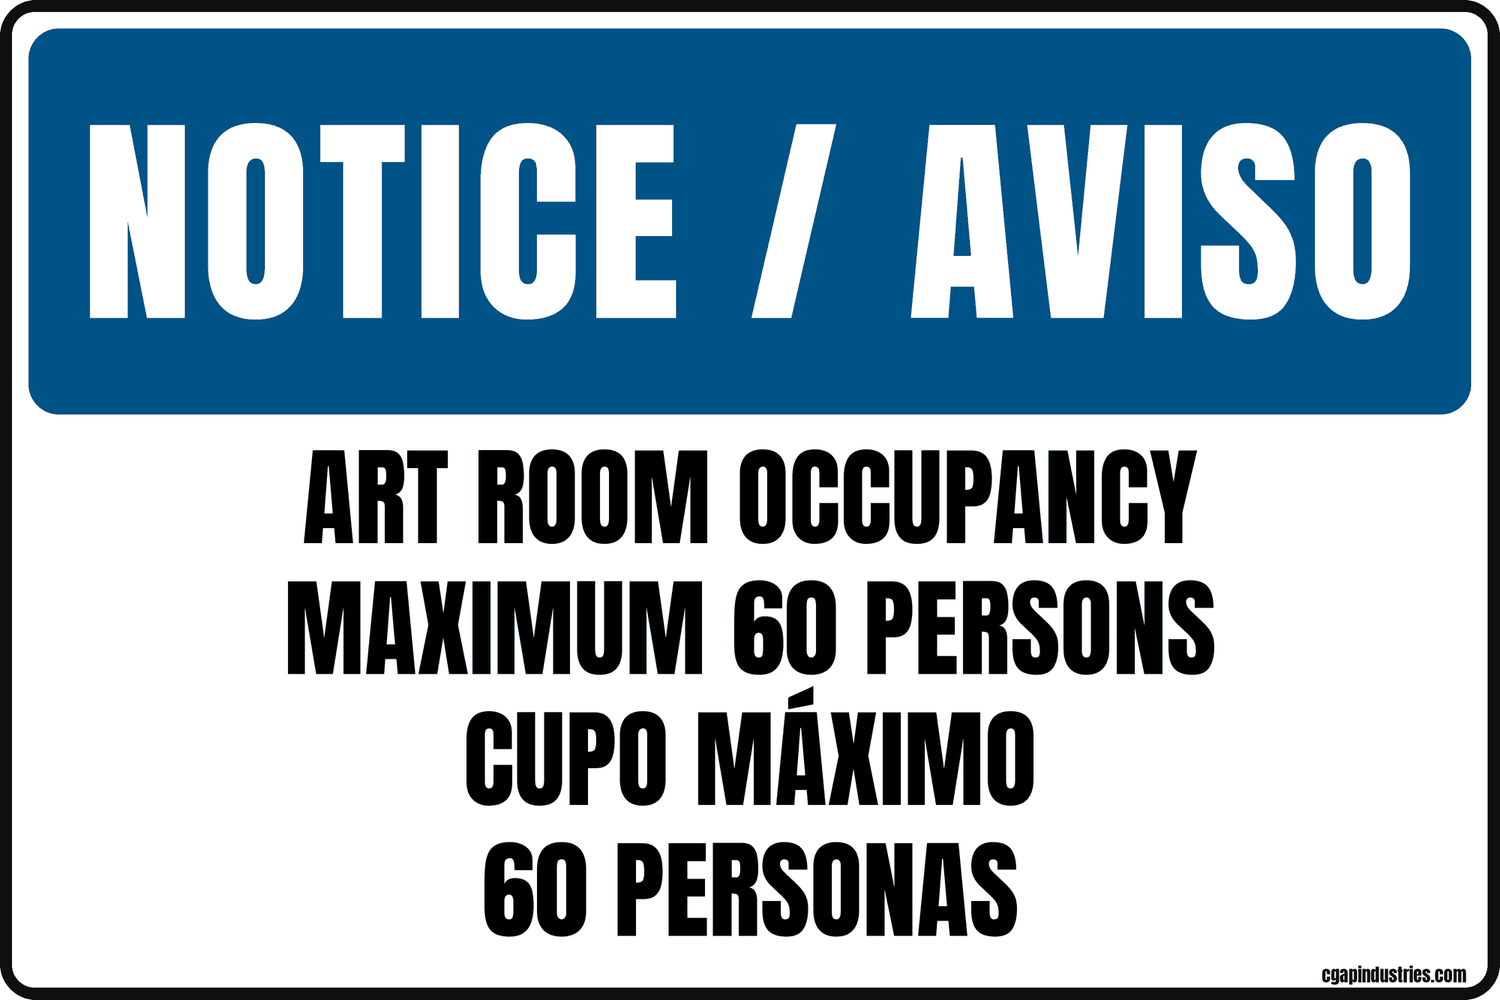 NOTICE / AVISO
ART ROOM OCCUPANCY
MAXIMUM 60 PERSONS
CUPO MÁXIMO
60 PERSONAS
cgapindustries.com